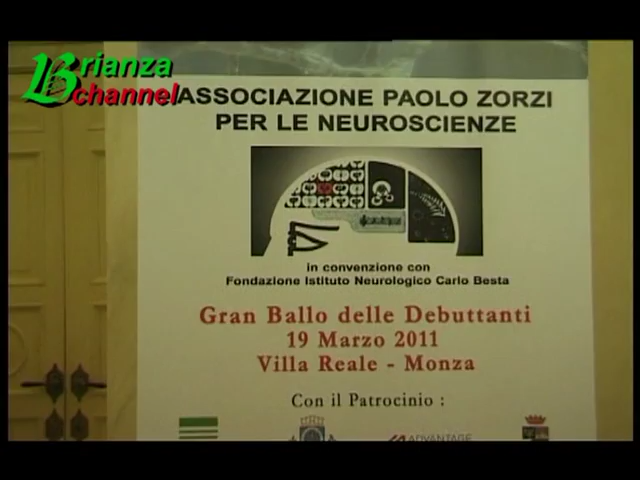 Brianza
channel
ASSOCIAZIONE PAOLO ZORZI
PER LE NEUROSCIENZE
in convenzione con
Fondazione Istituto Neurologico Carlo Besta
Gran Ballo delle Debuttanti
19 Marzo 2011
Villa Reale - Monza
Con il Patrocinio :
ADVANTAGE